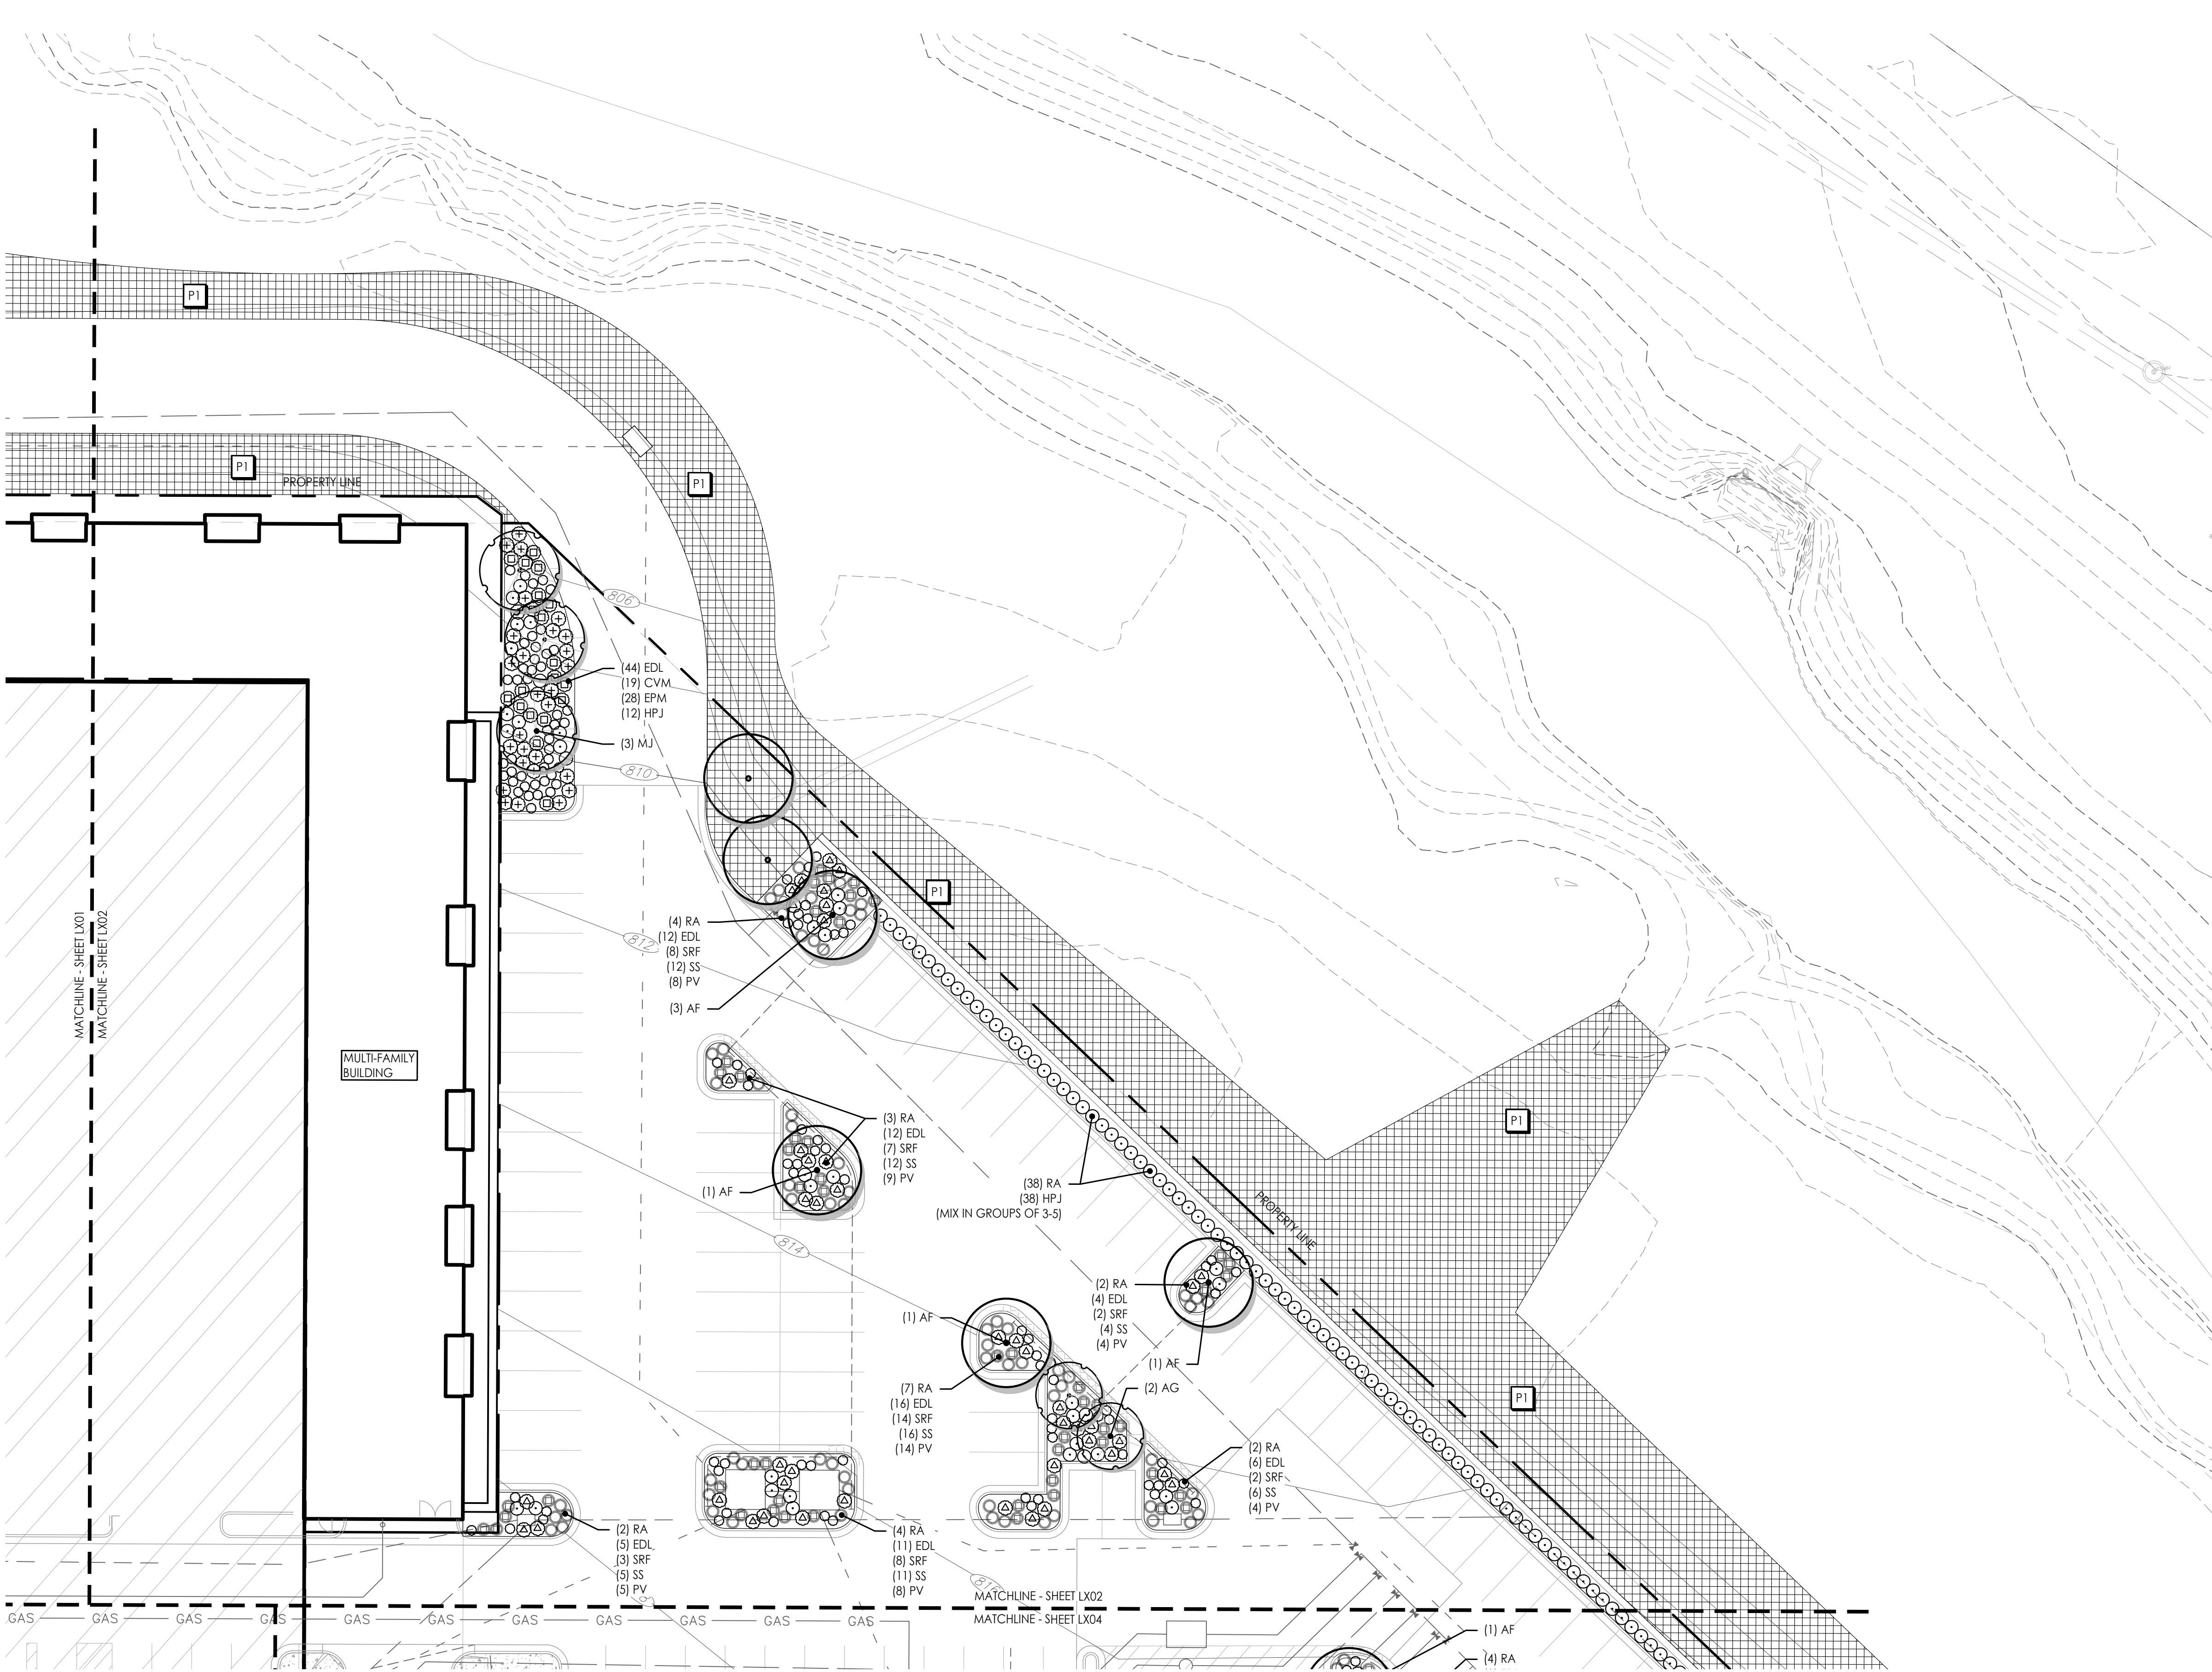 P1
P1
PROPERTY LINE
P1
806
(44) EDL
(19) CVM
(28) EPM
(12) HPJ
(3) MJ
810
P1
MATCHLINE - SHEET LX01
MATCHLINE - SHEET LX02
812
(4) RA
(12) EDL
(8) SRF
(12) SS
(8) PV
(3) AF
MULTI-FAMILY
BUILDING
(3) RA
(12) EDL
(7) SRF
(12) SS
(9) PV
(1) AF
P1
(38) RA
(38) HPJ
(MIX IN GROUPS OF 3-5)
PROPERTY LINE
814
(2) RA
(4) EDL
(2) SRF
(4) SS
(4) PV
(1) AF
(1) AF
(7) RA
(16) EDL
(14) SRF
(16) SS
(14) PV
(2) AG
P1
(2) RA
(6) EDL
(2) SRF
(6) SS
(4) PV
(2) RA
(5) EDL
(3) SRF
(5) SS
(5) PV
(4) RA
(11) EDL
(8) SRF
(11) SS
(8) PV
816
MATCHLINE - SHEET LX02
MATCHLINE - SHEET LX04
GAS GAS GAS GAS GAS GAS GAS GAS GAS GAS GAS
(1) AF
(4) RA